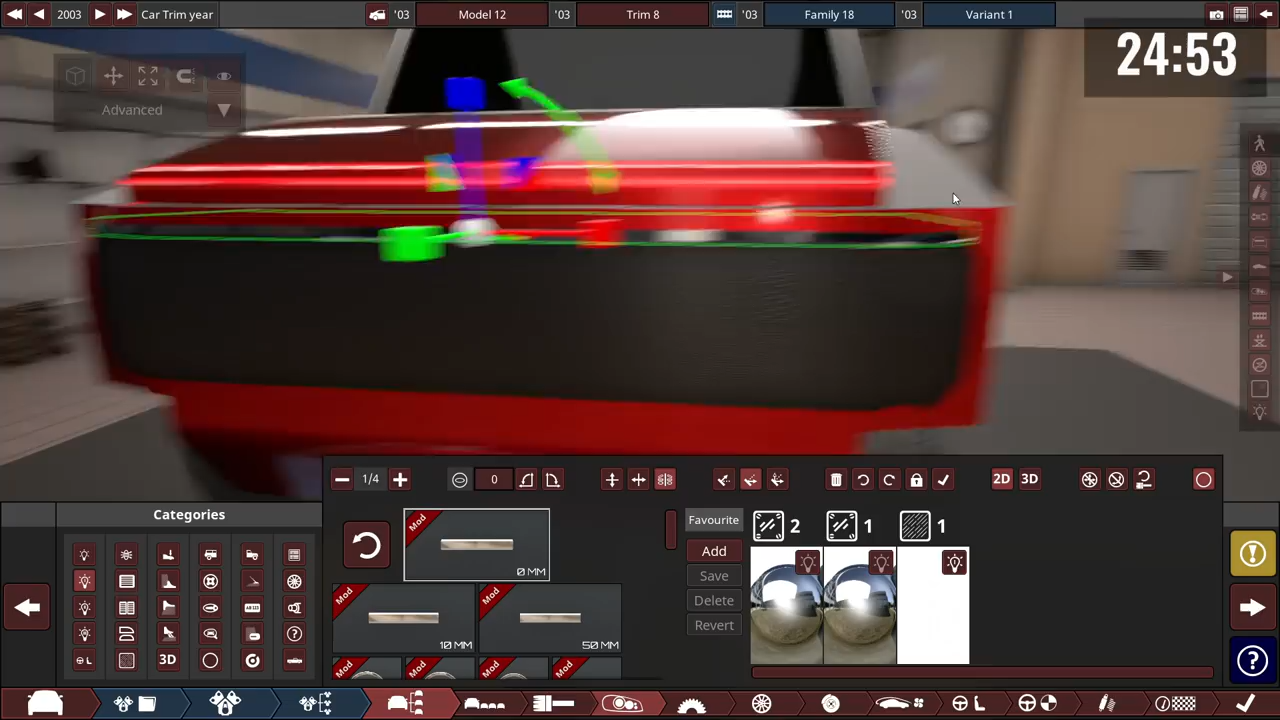 2003 Car Trim year '03 Model 12 '03 Trim 8 '03 Family 18 '03 Variant 1
24:53
Advanced
1/4 0 2D 3D
Categories
Favourite 2 1 1
Add
Save
Delete
Revert
Mod
0 MM
Mod Mod
10 MM 50 MM
Mod Mod Mod Mod
L 3D